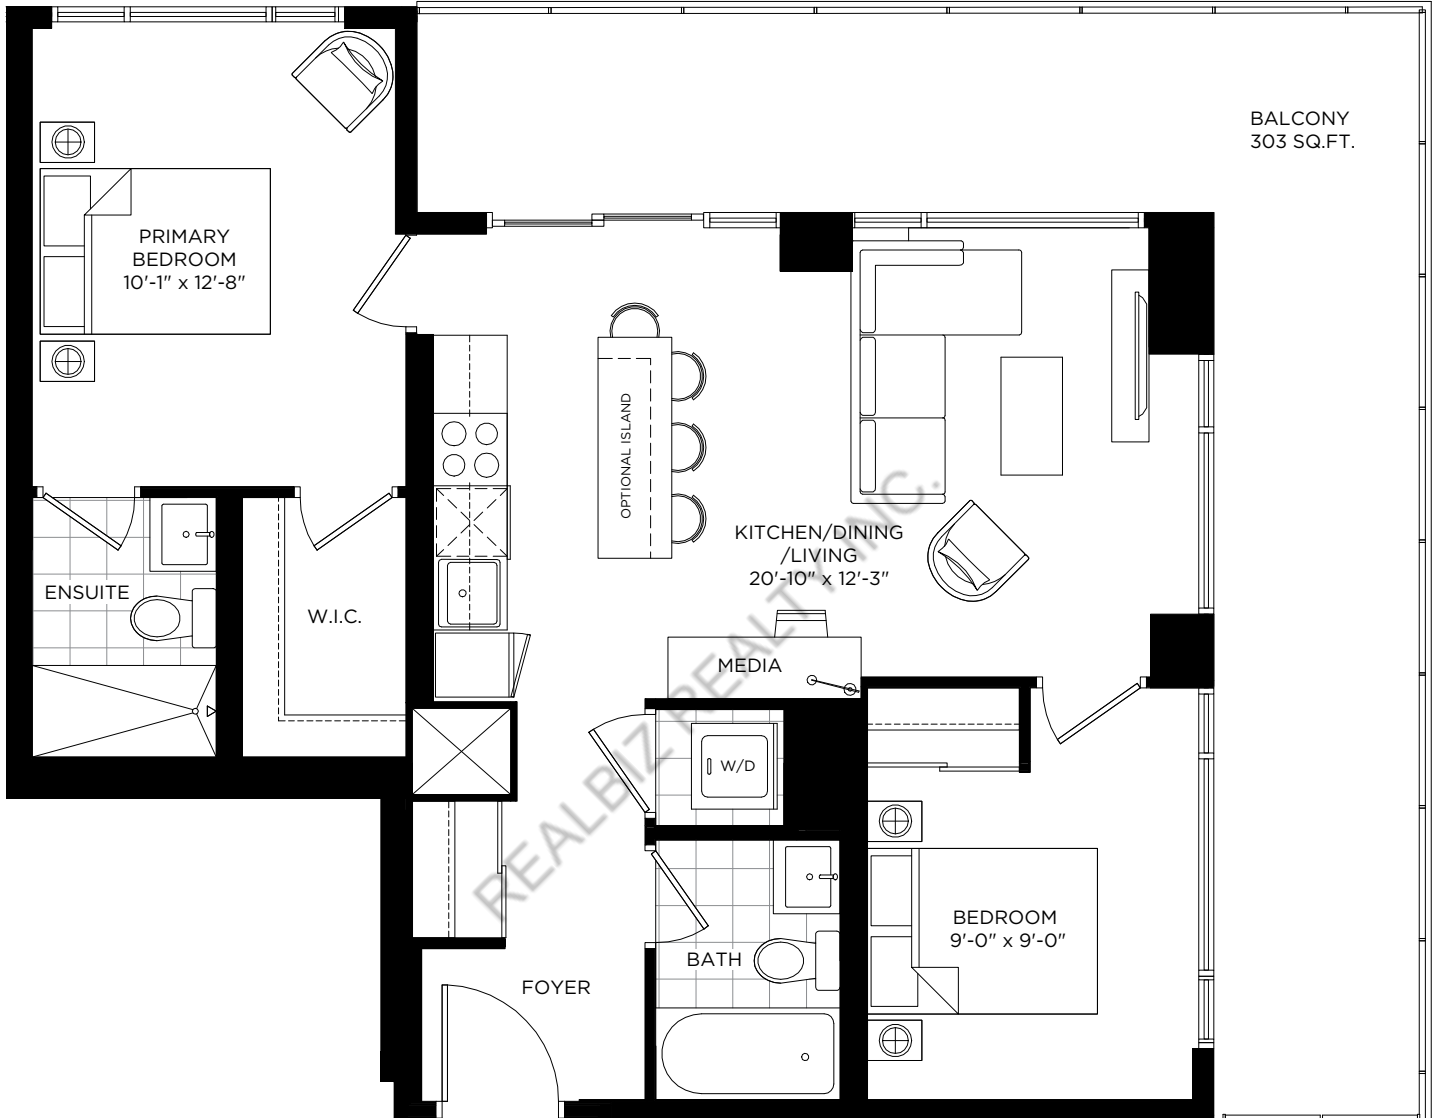 BALCONY
303 SQ.FT.
PRIMARY
BEDROOM
10'-1" x 12'-8"
OPTIONAL ISLAND
KITCHEN/DINING
/LIVING
20'-10" x 12'-3"
ENSUITE
W.I.C.
MEDIA
W/D
REALBIZ REALTY INC.
BEDROOM
9'-0" x 9'-0"
BATH
FOYER